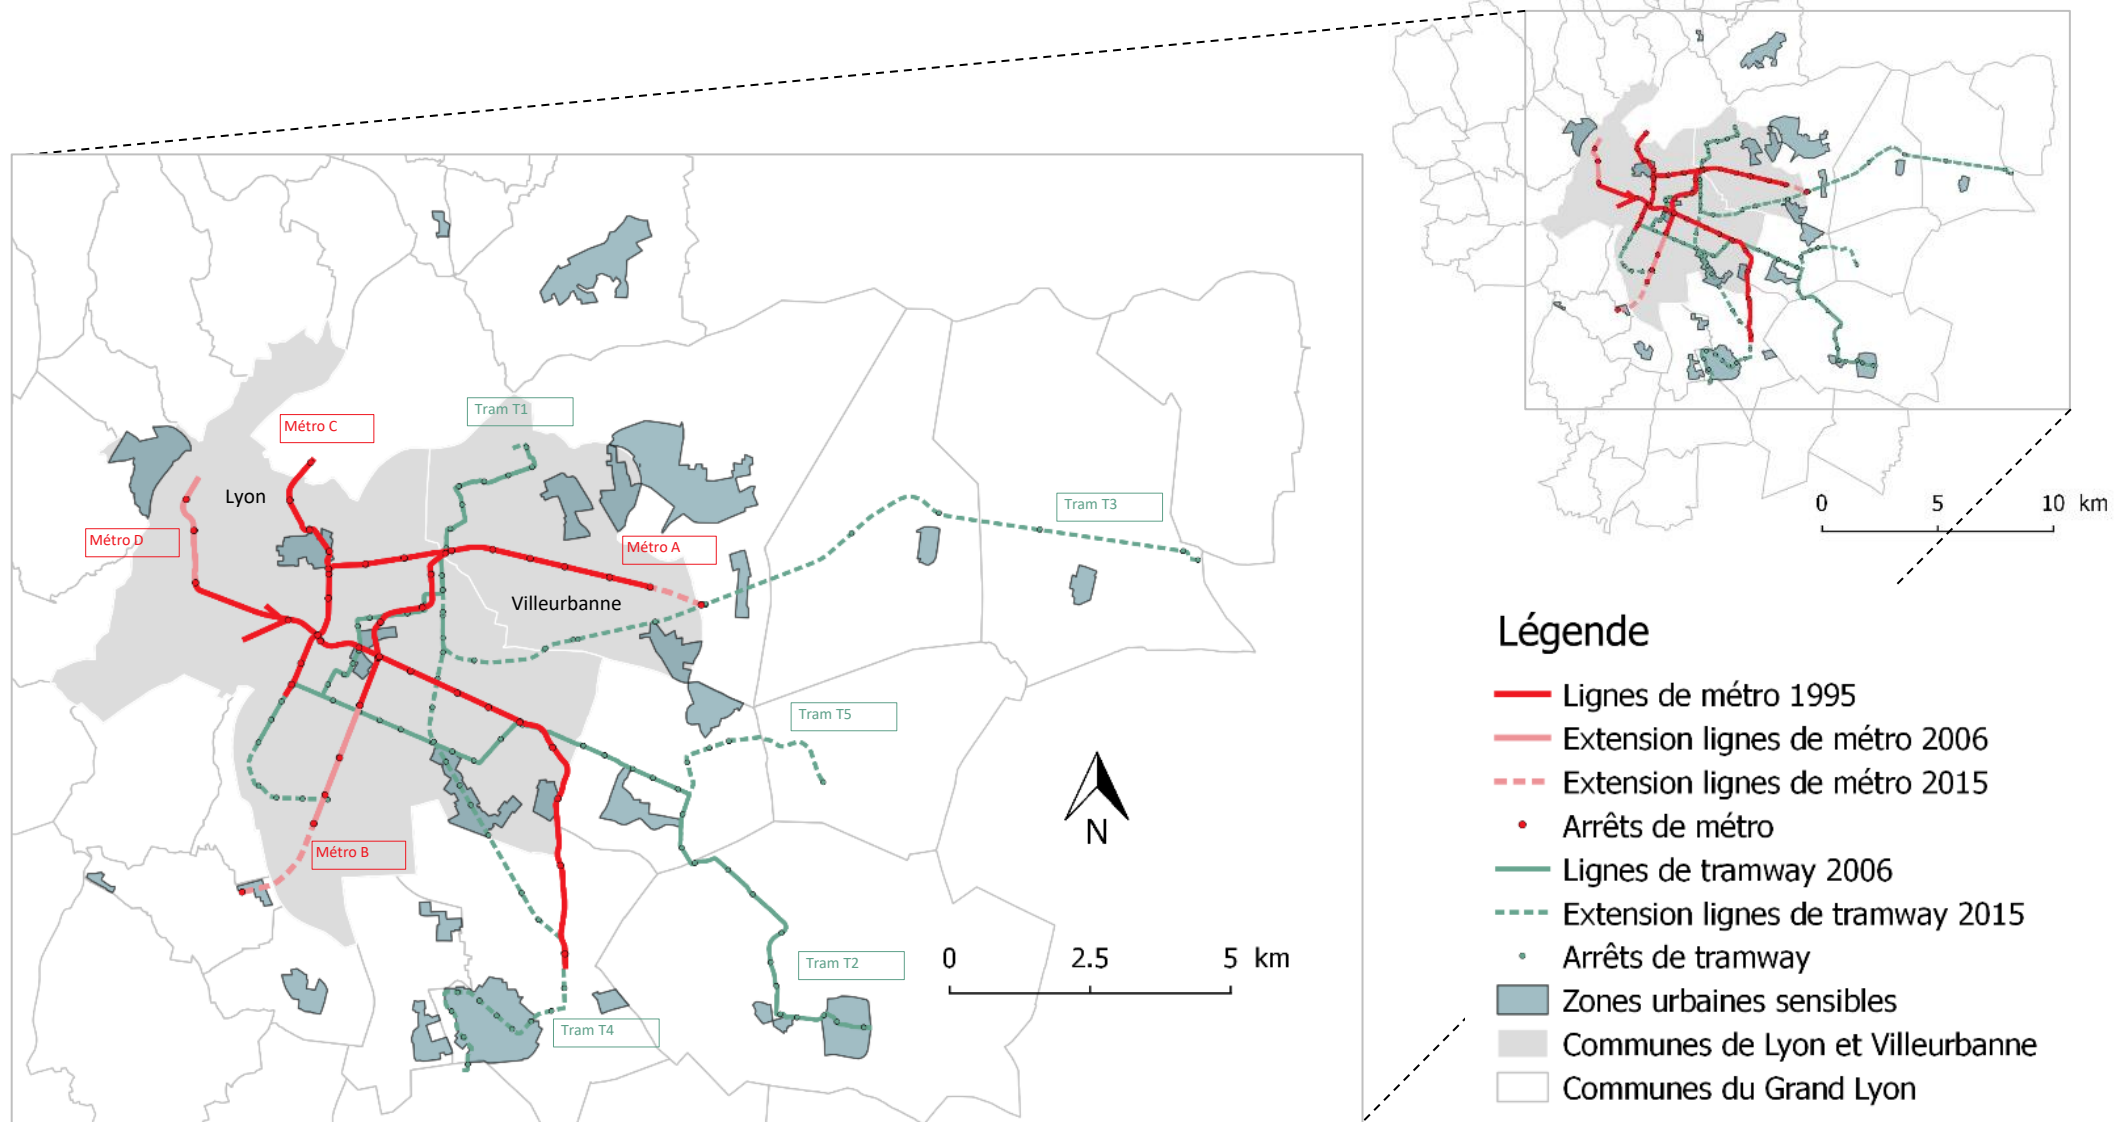 Tram T1
Métro C
Lyon
Métro D
Métro A
Tram T3
Villeurbanne
Tram T5
N
Métro B
0 2.5 5 km
Tram T2
Tram T4
0 5 10 km
Légende
Lignes de métro 1995
Extension lignes de métro 2006
Extension lignes de métro 2015
Arrêts de métro
Lignes de tramway 2006
Extension lignes de tramway 2015
Arrêts de tramway
Zones urbaines sensibles
Communes de Lyon et Villeurbanne
Communes du Grand Lyon